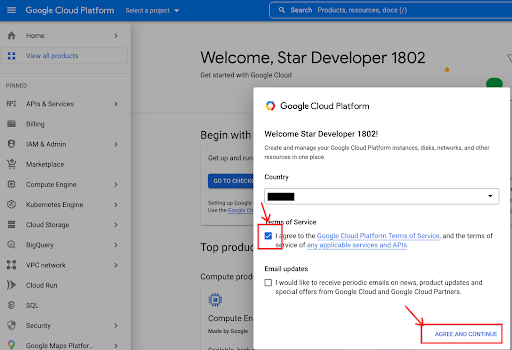 Google Cloud Platform
Select a project
Search Products, resources, docs (/)
Home
View all products
PINNED
APIs & Services
Billing
IAM & Admin
Marketplace
Compute Engine
Kubernetes Engine
Cloud Storage
BigQuery
VPC network
Cloud Run
SQL
Security
Google Maps Platfor...
Welcome, Star Developer 1802
Get started with Google Cloud
Begin with
Get up and run
GO TO CHECK
Setting up Google
Use the Google
Top produc
Compute produc
Compute En
Made by Google
Google Cloud Platform
Welcome Star Developer 1802!
Create and manage your Google Cloud Platform instances, disks, networks, and other
resources in one place.
Country
Terms of Service
I agree to the Google Cloud Platform Terms of Service, and the terms of
service of any applicable services and APIs.
Email updates
I would like to receive periodic emails on news, product updates and
special offers from Google Cloud and Google Cloud Partners.
AGREE AND CONTINUE